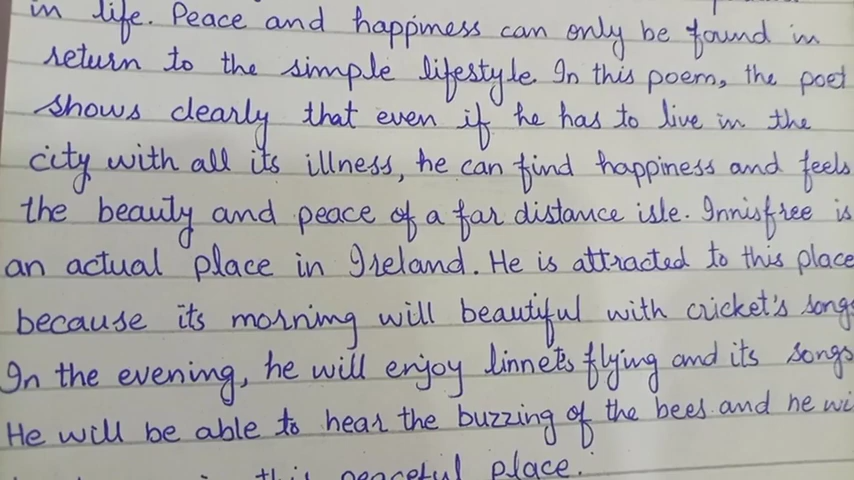 in life. Peace and happiness can only be found in
return to the simple lifestyle. In this poem, the poet
shows clearly that even if he has to live in the
city with all its illness, he can find happiness and feels
the beauty and peace of a far distance isle. Innisfree is
an actual place in Ireland. He is attracted to this place
because its morning will beautiful with cricket's songs
In the evening, he will enjoy linnets flying and its songs
He will be able to hear the buzzing of the bees and he
this peaceful place.